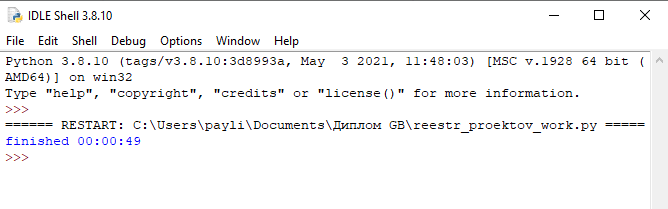 IDLE Shell 3.8.10
File Edit Shell Debug Options Window Help
Python 3.8.10 (tags/v3.8.10:3d8993a, May  3 2021, 11:48:03) [MSC v.1928 64 bit (
AMD64)] on win32
Type "help", "copyright", "credits" or "license()" for more information.
>>>
====== RESTART: C:\Users\payli\Documents\Диплом GB\reestr_proektov_work.py =====
finished 00:00:49
>>>